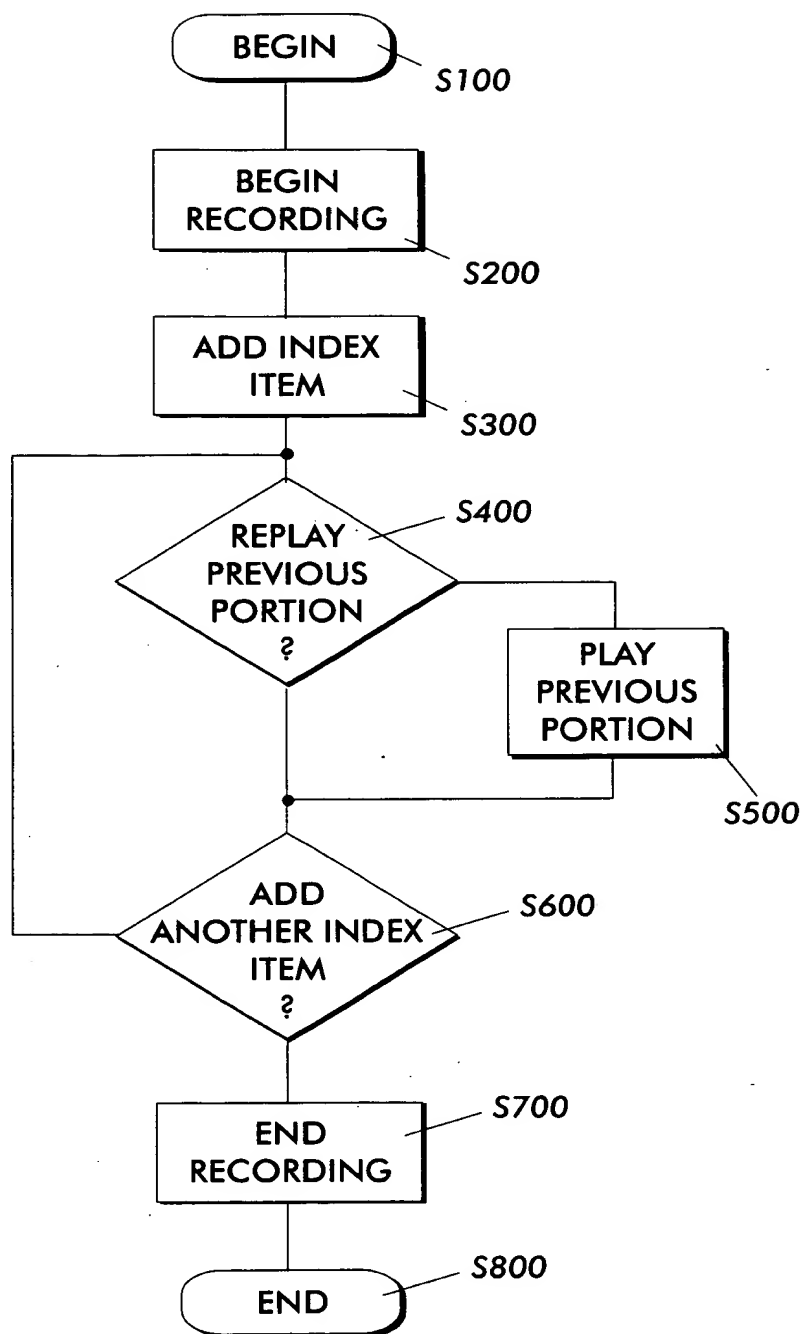 BEGIN
S100
BEGIN
RECORDING
S200
ADD INDEX
ITEM
S300
S400
REPLAY
PREVIOUS
PORTION
?
PLAY
PREVIOUS
PORTION
S500
ADD
ANOTHER INDEX
ITEM
?
S600
S700
END
RECORDING
S800
END